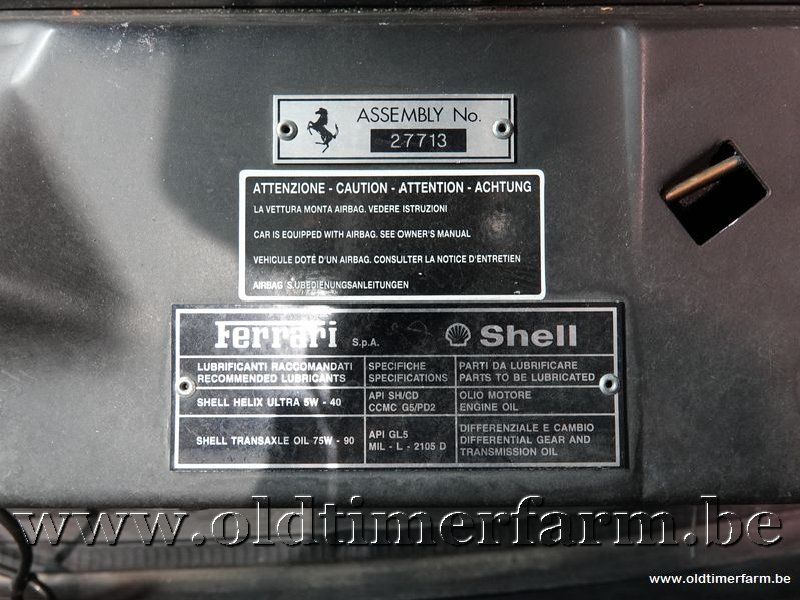 ASSEMBLY No.
27713
ATTENZIONE - CAUTION - ATTENTION - ACHTUNG
LA VETTURA MONTA AIRBAG. VEDERE ISTRUZIONI
CAR IS EQUIPPED WITH AIRBAG. SEE OWNER'S MANUAL
VEHICULE DOTÉ D'UN AIRBAG. CONSULTER LA NOTICE D'ENTRETIEN
AIRBAG S.UBEDIENUNGSANLEITUNGEN
Ferrari S.p.A. Shell
LUBRIFICANTI RACCOMANDATI
RECOMMENDED LUBRICANTS
SPECIFICHE
SPECIFICATIONS
PARTI DA LUBRIFICARE
PARTS TO BE LUBRICATED
SHELL HELIX ULTRA 5W - 40
API SH/CD
CCMC G5/PD2
OLIO MOTORE
ENGINE OIL
SHELL TRANSAXLE OIL 75W - 90
API GL5
MIL - L - 2105 D
DIFFERENZIALE E CAMBIO
DIFFERENTIAL GEAR AND
TRANSMISSION OIL
www.oldtimerfarm.be
www.oldtimerfarm.be